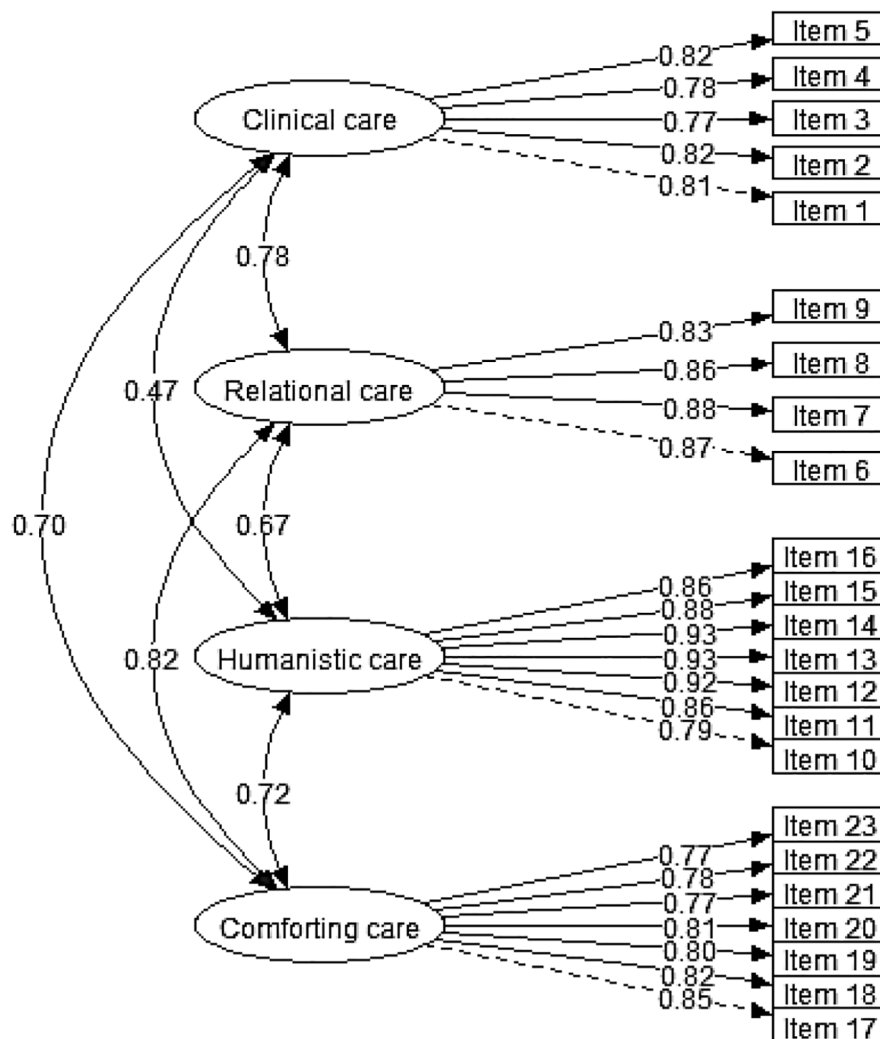 Item 5
0.82
Item 4
0.78
Clinical care
0.77
Item 3
0.82
Item 2
0.81
Item 1
0.78
Item 9
0.83
Item 8
0.86
0.47
Relational care
0.88
Item 7
0.87
Item 6
0.70
0.67
Item 16
0.86
Item 15
0.88
Item 14
0.93
0.82
Humanistic care
0.93
Item 13
0.92
Item 12
0.86
Item 11
0.79
Item 10
0.72
Item 23
0.77
Item 22
0.78
Item 21
0.77
Comforting care
0.81
Item 20
0.80
Item 19
0.82
Item 18
0.85
Item 17